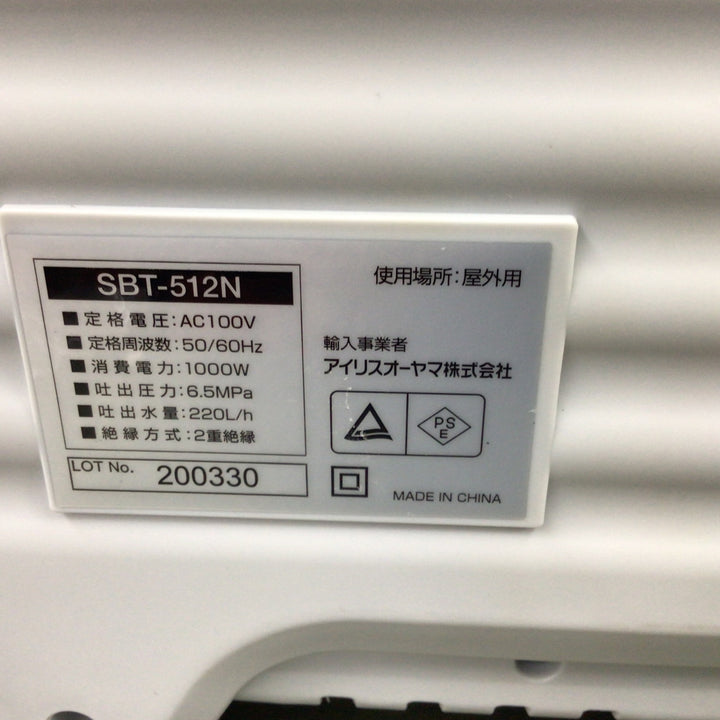 SBT-512N
■定格電圧:AC100V
■定格周波数:50/60Hz
■消費電力:1000W
■吐出圧力:6.5MPa
■吐出水量:220L/h
■絶縁方式:2重絶縁
LOT No. 200330
使用場所:屋外用
輸入事業者
アイリスオーヤマ株式会社
PS
E
MADE IN CHINA